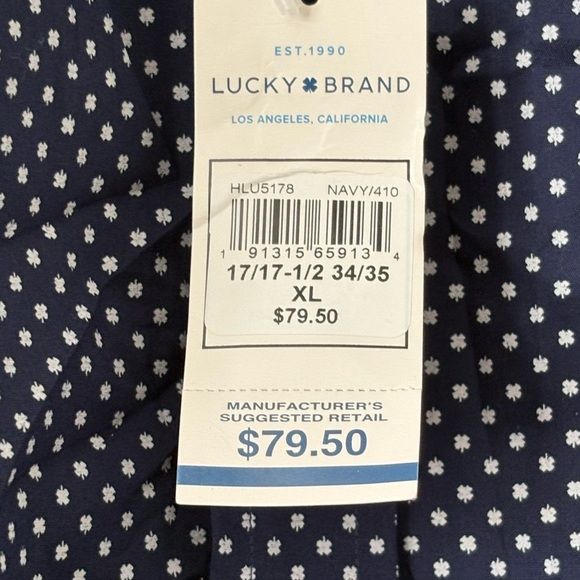 EST.1990
LUCKY BRAND
LOS ANGELES, CALIFORNIA
HLU5178 NAVY/410
1 91315 65913 4
17/17-1/2 34/35
XL
$79.50
MANUFACTURER'S
SUGGESTED RETAIL
$79.50